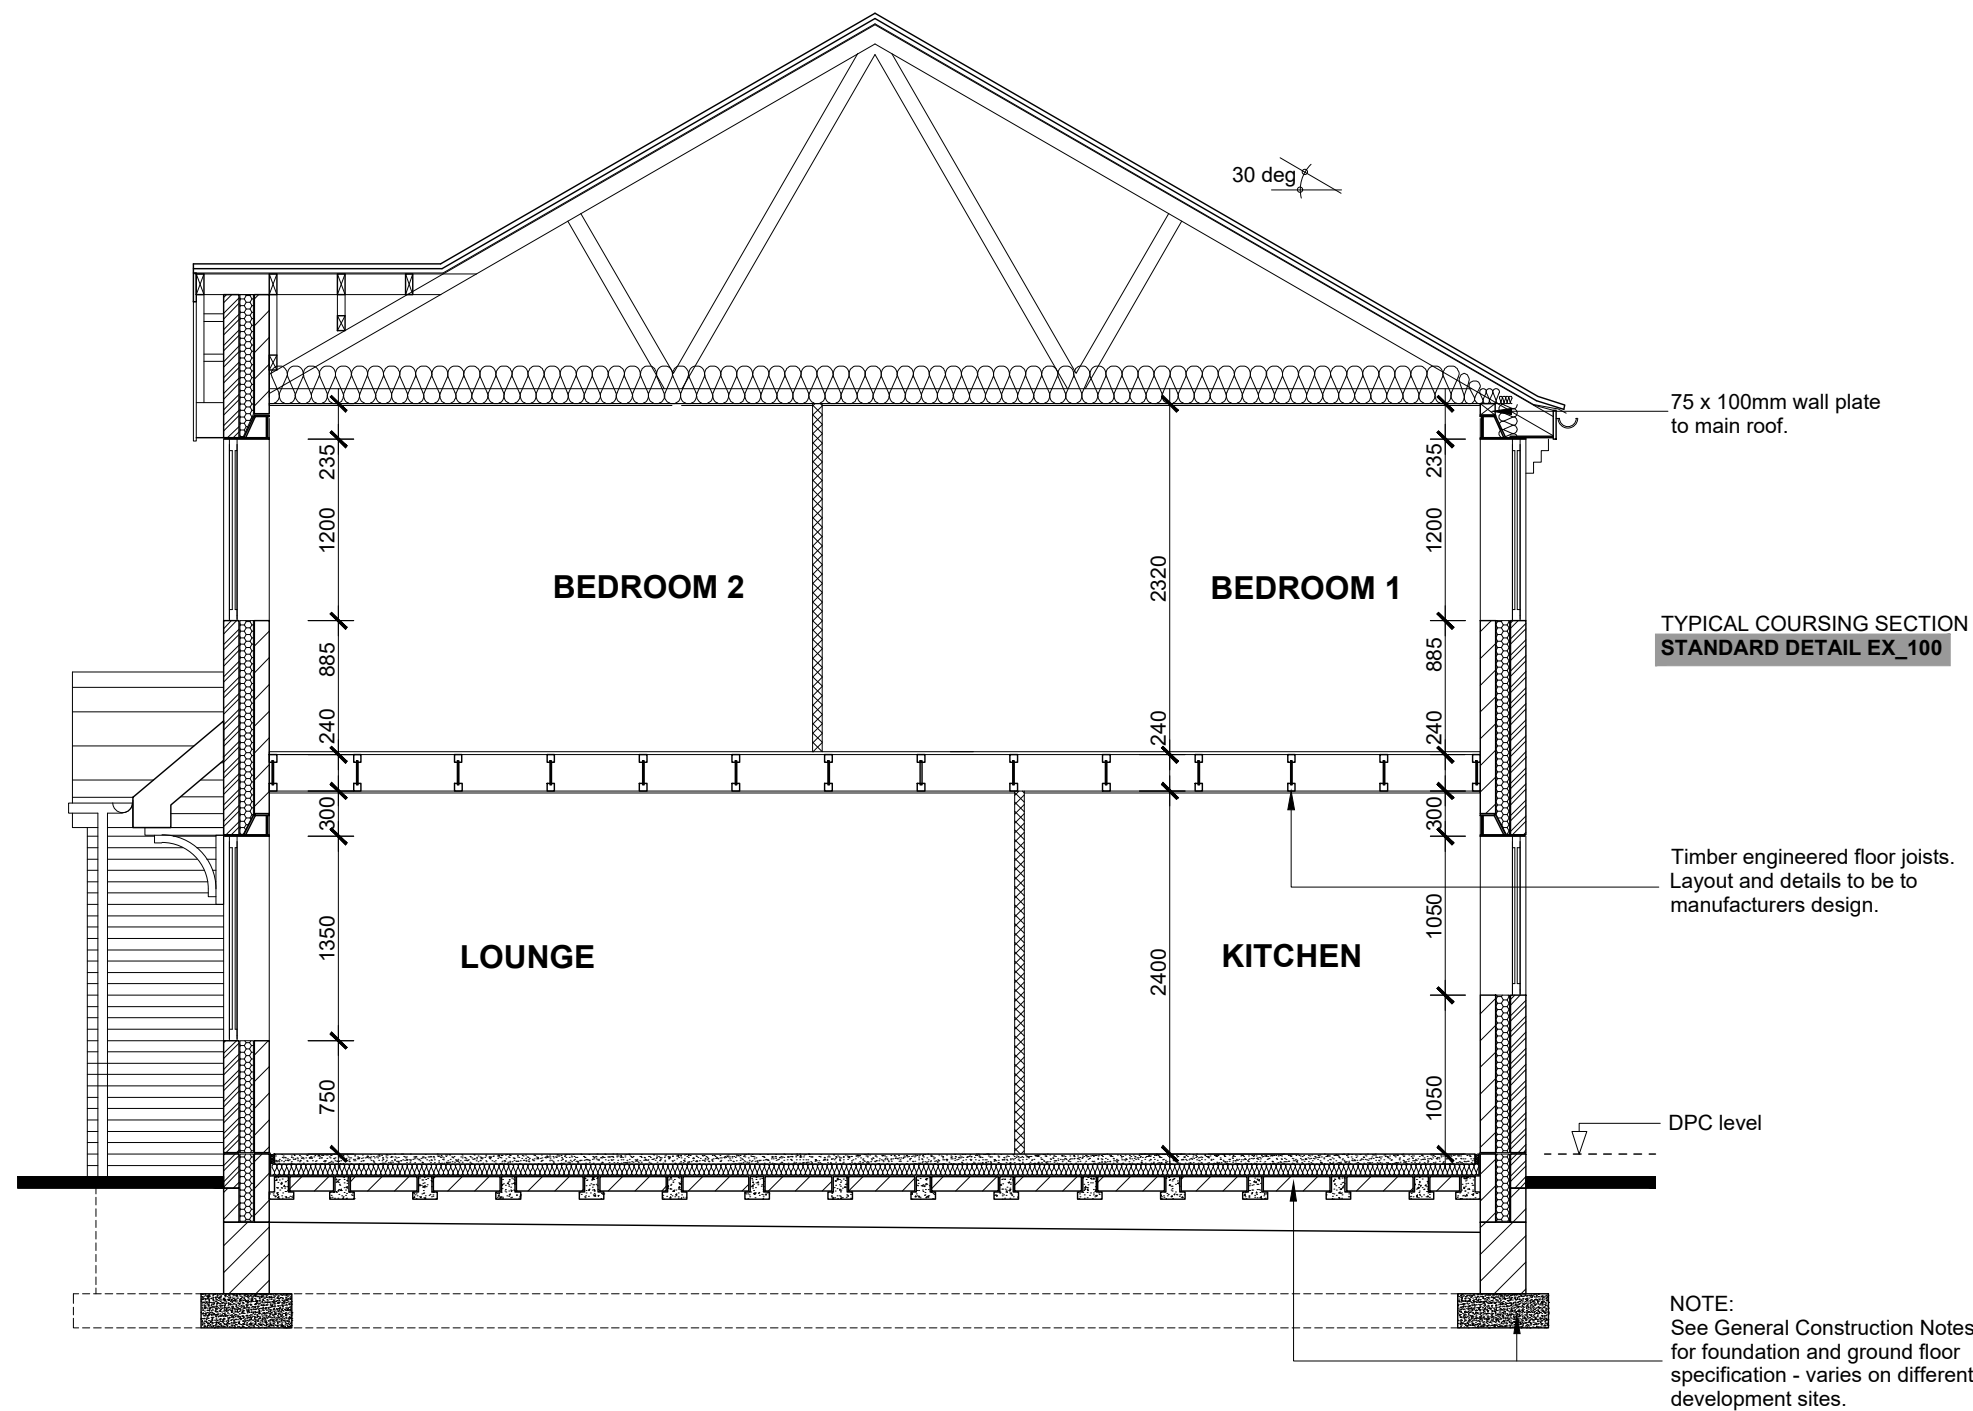 30 deg
75 x 100mm wall plate
to main roof.
235
235
1200
1200
2320
BEDROOM 2
BEDROOM 1
TYPICAL COURSING SECTION
STANDARD DETAIL EX_100
885
885
240
240
240
300
300
Timber engineered floor joists.
Layout and details to be to
manufacturers design.
1350
1050
LOUNGE
KITCHEN
2400
750
1050
DPC level
NOTE:
See General Construction Notes
for foundation and ground floor
specification - varies on different
development sites.